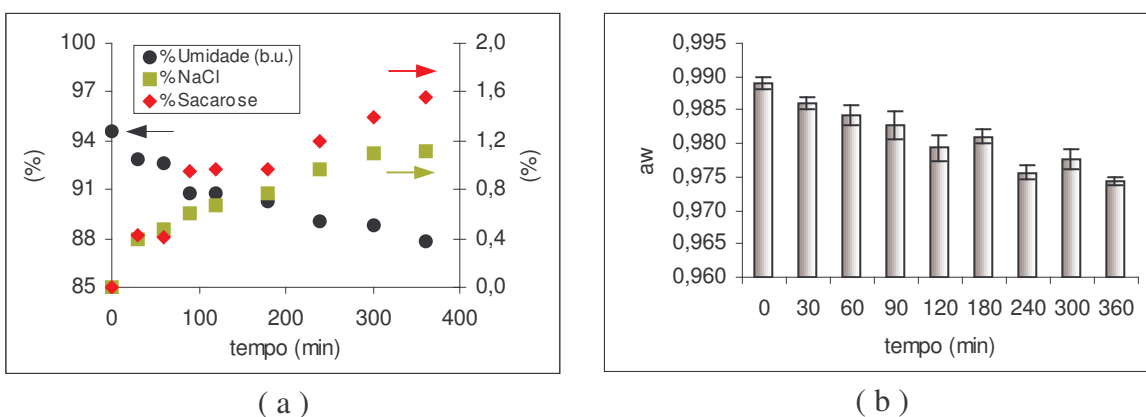 100
97
94
91
88
85
(%)
%Umidade (b.u.)
%NaCl
%Sacarose
2,0
1,6
1,2
0,8
0,4
0,0
(%)
0 100 200 300 400
tempo (min)
( a )
0,995
0,990
0,985
0,980
0,975
0,970
0,965
0,960
aw
0 30 60 90 120 180 240 300 360
tempo (min)
( b )